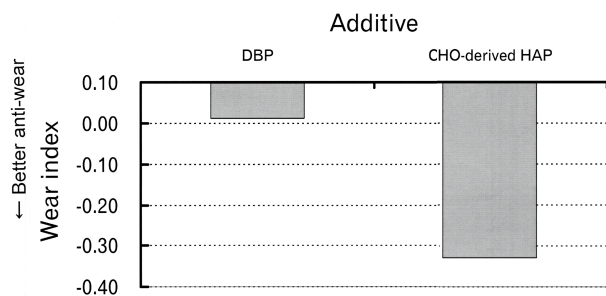 Additive
DBP
CHO-derived HAP
← Better anti-wear
Wear index
0.10
0.00
-0.10
-0.20
-0.30
-0.40